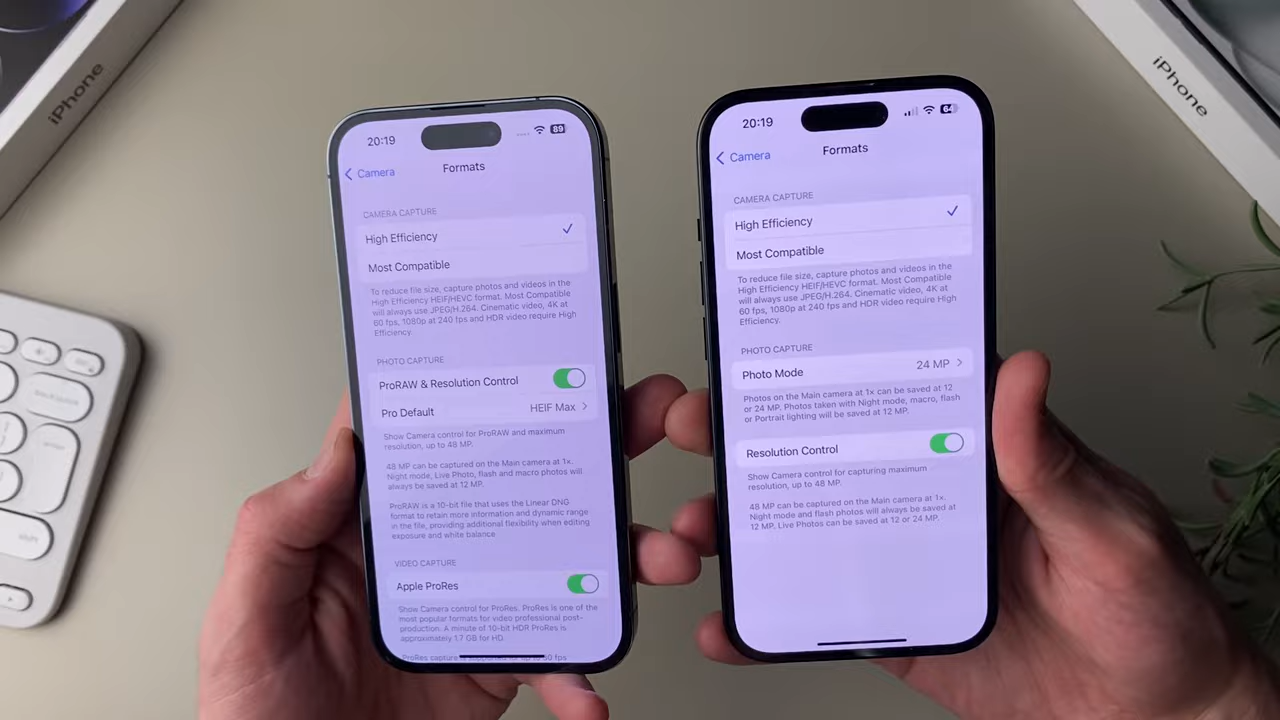 iPhone
iPhone
20:19
89
Camera
Formats
CAMERA CAPTURE
High Efficiency
Most Compatible
To reduce file size, capture photos and videos in the
High Efficiency HEIF/HEVC format. Most Compatible
will always use JPEG/H.264. Cinematic video, 4K at
60 fps, 1080p at 240 fps and HDR video require High
Efficiency.
PHOTO CAPTURE
ProRAW & Resolution Control
Pro Default
HEIF Max
Show Camera control for ProRAW and maximum
resolution, up to 48 MP.
48 MP can be captured on the Main camera at 1x.
Night mode, Live Photo, flash and macro photos will
always be saved at 12 MP.
ProRAW is a 10-bit file that uses the Linear DNG
format to retain more information and dynamic range
in the file, providing additional flexibility when editing
exposure and white balance
VIDEO CAPTURE
Apple ProRes
Show Camera control for ProRes. ProRes is one of the
most popular formats for video professional post-
production. A minute of 10-bit HDR ProRes is
approximately 1.7 GB for HD.
ProRes capture is supported for up to 30 fps
20:19
64
Camera
Formats
CAMERA CAPTURE
High Efficiency
Most Compatible
To reduce file size, capture photos and videos in the
High Efficiency HEIF/HEVC format. Most Compatible
will always use JPEG/H.264. Cinematic video, 4K at
60 fps, 1080p at 240 fps and HDR video require High
Efficiency.
PHOTO CAPTURE
Photo Mode
24 MP
Photos on the Main camera at 1x can be saved at 12
or 24 MP. Photos taken with Night mode, macro, flash
or Portrait lighting will be saved at 12 MP.
Resolution Control
Show Camera control for capturing maximum
resolution, up to 48 MP.
48 MP can be captured on the Main camera at 1x.
Night mode and flash photos will always be saved at
12 MP. Live Photos can be saved at 12 or 24 MP.